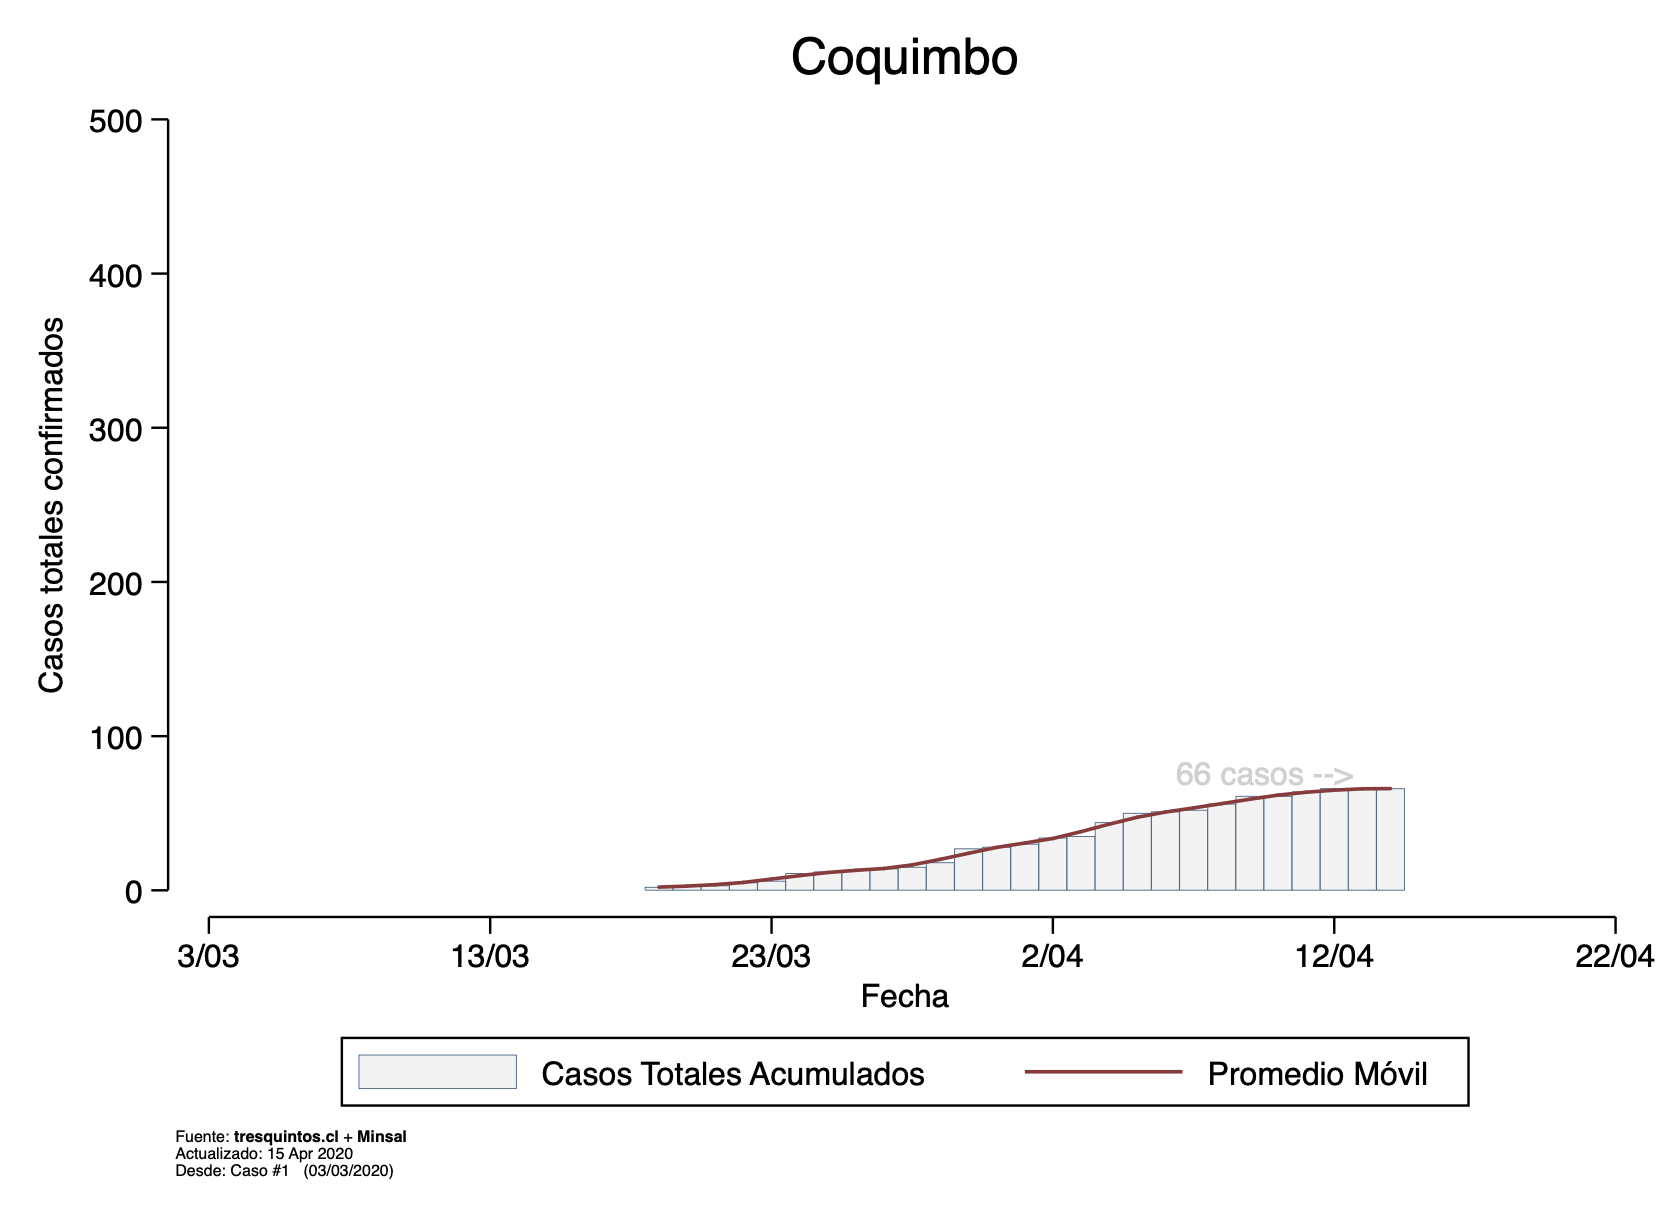 Coquimbo
500
400
300
200
100
0
Casos totales confirmados
66 casos -->
3/03 13/03 23/03 2/04 12/04 22/04
Fecha
Casos Totales Acumulados Promedio Móvil
Fuente: tresquintos.cl + Minsal
Actualizado: 15 Apr 2020
Desde: Caso #1 (03/03/2020)